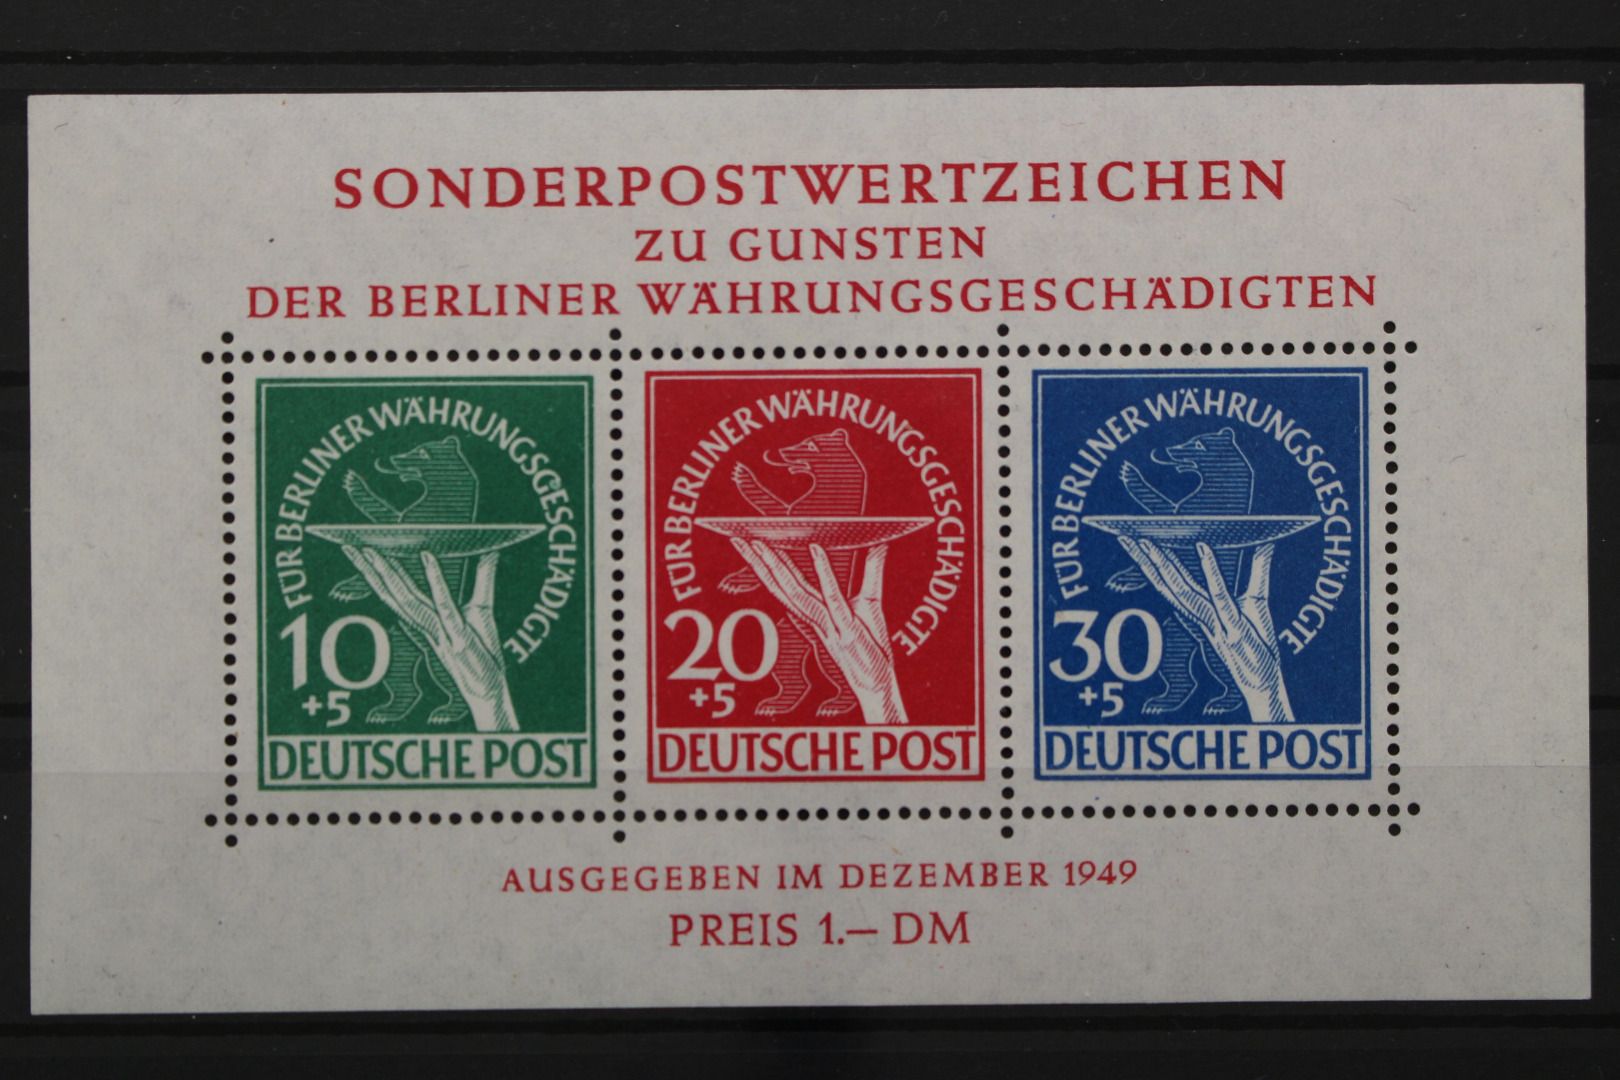 SONDERPOSTWERTZEICHEN
ZU GUNSTEN
DER BERLINER WÄHRUNGSGESCHÄDIGTEN
FÜR BERLINER WÄHRUNGSGESCHÄDIGTE
10
+5
DEUTSCHE POST
FÜR BERLINER WÄHRUNGSGESCHÄDIGTE
20
+5
DEUTSCHE POST
FÜR BERLINER WÄHRUNGSGESCHÄDIGTE
30
+5
DEUTSCHE POST
AUSGEGEBEN IM DEZEMBER 1949
PREIS 1.— DM